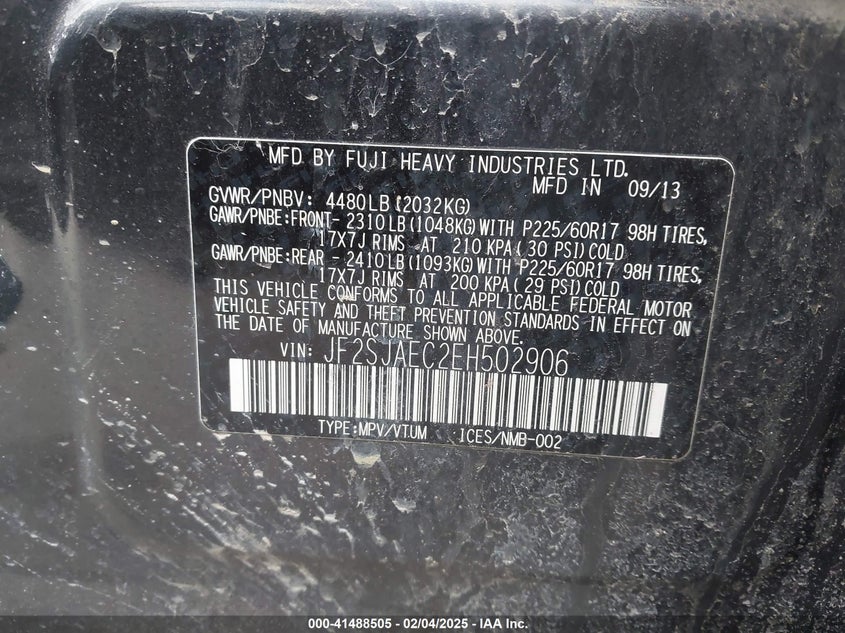 MFD BY FUJI HEAVY INDUSTRIES LTD.
MFD IN 09/13
GVWR/PNBV: 4480LB(2032KG)
GAWR/PNBE:FRONT- 2310LB(1048KG)WITH P225/60R17 98H TIRES,
17X7J RIMS AT 210 KPA(30 PSI)COLD
GAWR/PNBE:REAR - 2410LB(1093KG)WITH P225/60R17 98H TIRES,
17X7J RIMS AT 200 KPA(29 PSI)COLD
THIS VEHICLE CONFORMS TO ALL APPLICABLE FEDERAL MOTOR
VEHICLE SAFETY AND THEFT PREVENTION STANDARDS IN EFFECT ON
THE DATE OF MANUFACTURE SHOWN ABOVE.
VIN: JF2SJAEC2EH502906
TYPE:MPV/VTUM ICES/NMB-002
000-41488505 - 02/04/2025 - IAA Inc.